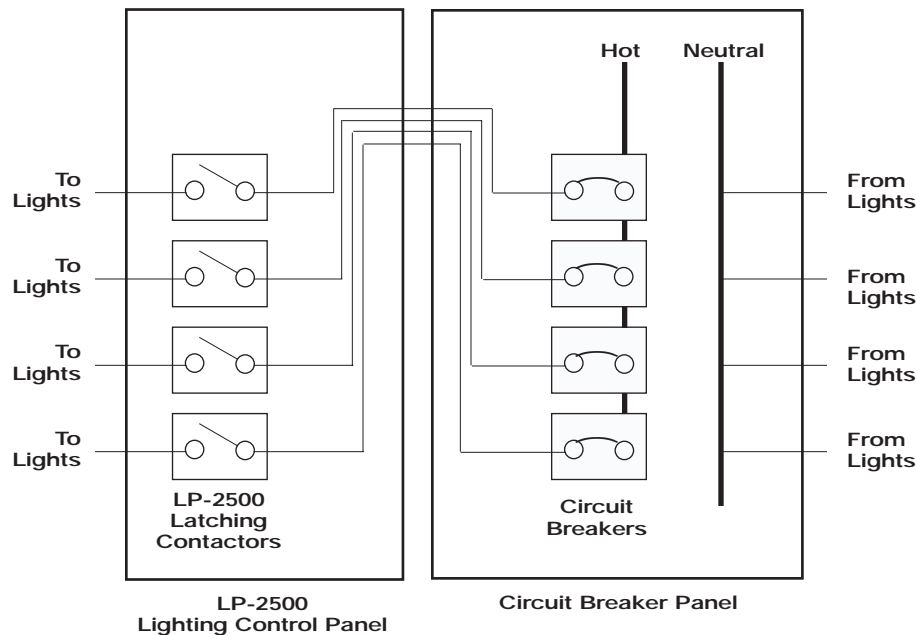 Hot
Neutral
To
Lights
To
Lights
To
Lights
To
Lights
From
Lights
From
Lights
From
Lights
From
Lights
LP-2500
Latching
Contactors
Circuit
Breakers
LP-2500
Lighting Control Panel
Circuit Breaker Panel